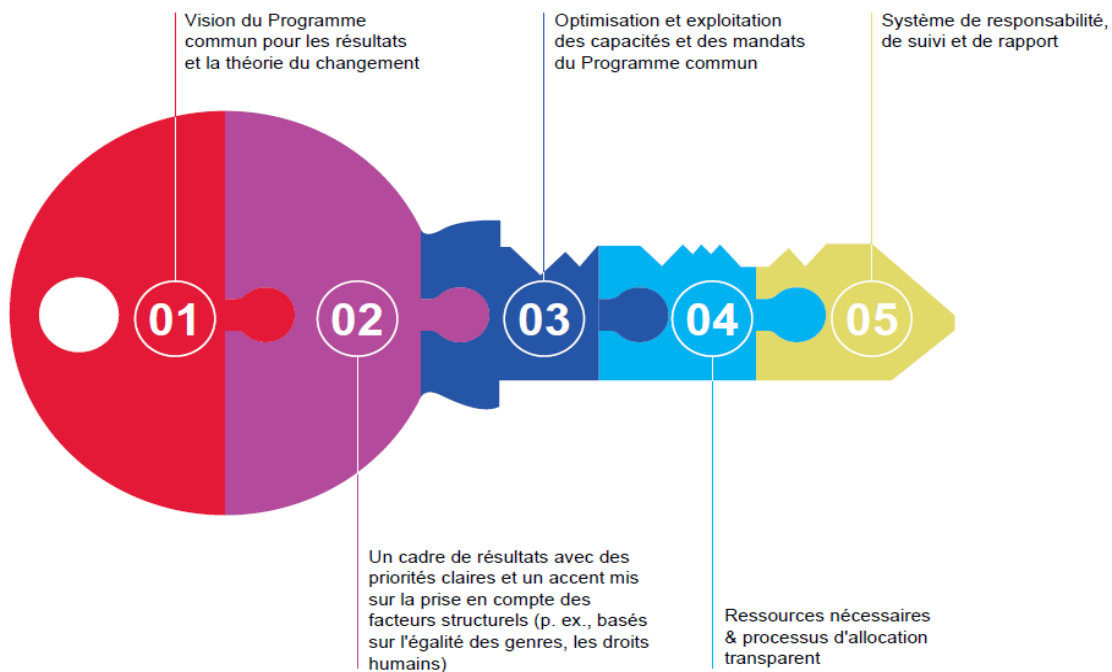 Vision du Programme
commun pour les résultats
et la théorie du changement
Optimisation et exploitation
des capacités et des mandats
du Programme commun
Système de responsabilité,
de suivi et de rapport
01
02
03
04
05
Un cadre de résultats avec des
priorités claires et un accent mis
sur la prise en compte des
facteurs structurels (p. ex., basés
sur l'égalité des genres, les droits
humains)
Ressources nécessaires
& processus d'allocation
transparent